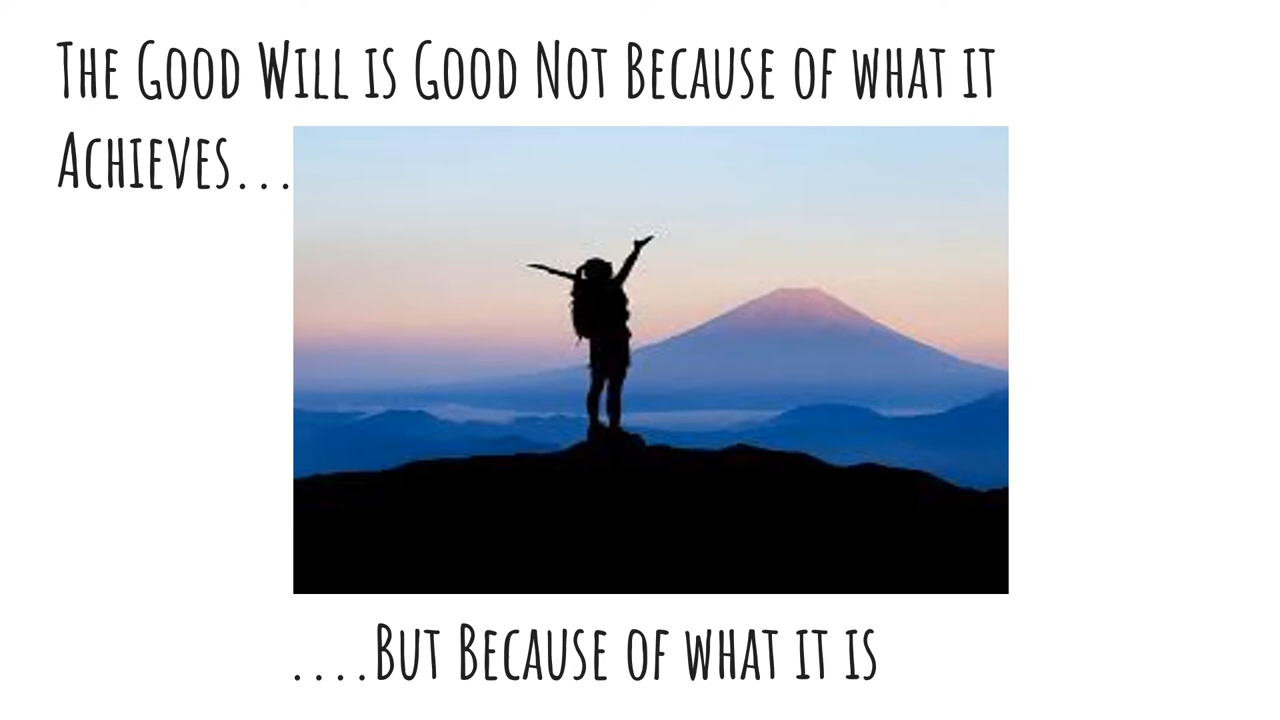 The Good Will is Good Not Because of what it
Achieves...
....But Because of what it is